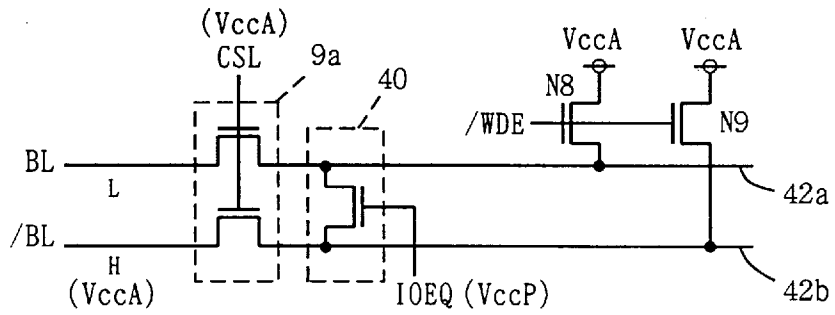 (VccA)
CSL
9a
40
VccA
VccA
N8
N9
/WDE
BL
L
42a
/BL
H
(VccA)
IOEQ (VccP)
42b